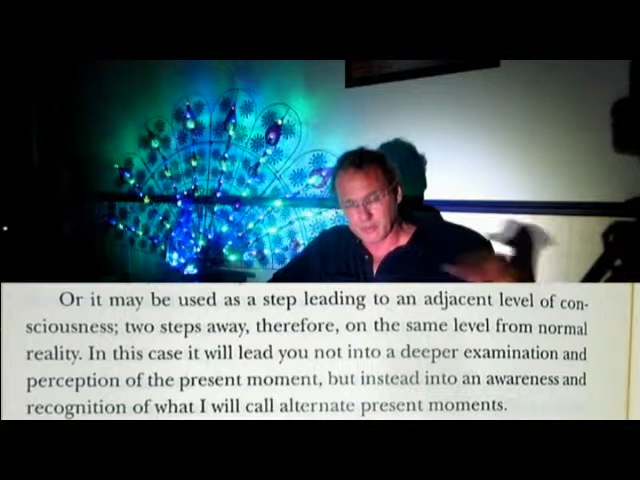 Or it may be used as a step leading to an adjacent level of con-
sciousness; two steps away, therefore, on the same level from normal
reality. In this case it will lead you not into a deeper examination and
perception of the present moment, but instead into an awareness and
recognition of what I will call alternate present moments.